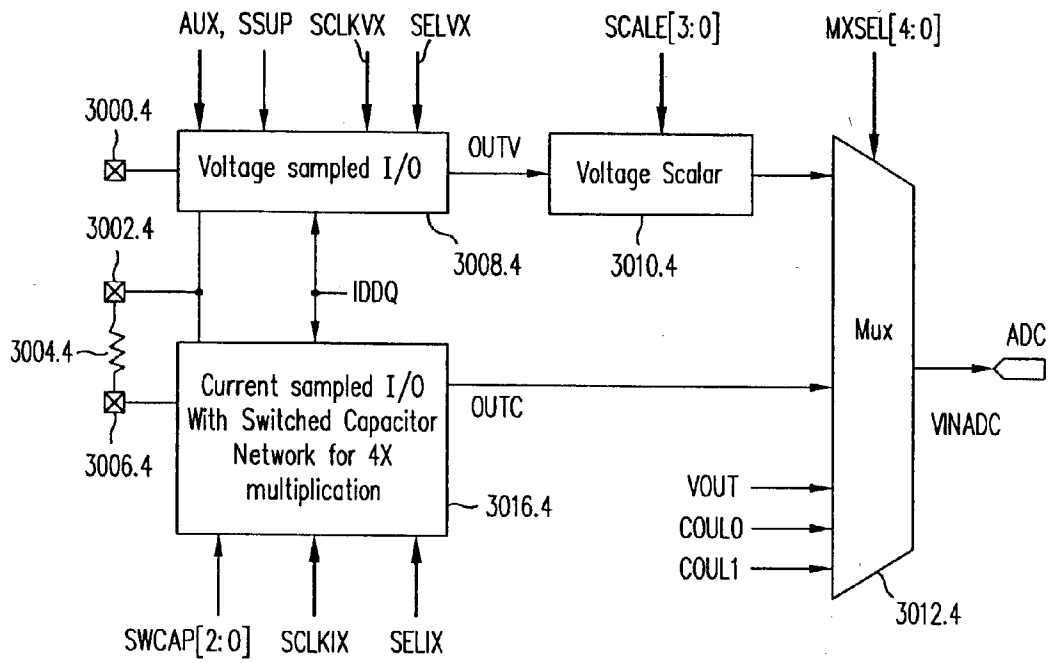 AUX, SSUP SCLKVX SELVX SCALE[3:0] MXSEL[4:0]
3000.4
Voltage sampled I/O
OUTV
Voltage Scalar
3002.4
3008.4
3010.4
IDDQ
3004.4
Mux
ADC
Current sampled I/O
With Switched Capacitor
Network for 4X
multiplication
OUTC
VINADC
3006.4
3016.4
VOUT
COUL0
COUL1
3012.4
SWCAP[2:0] SCLKIX SELIX